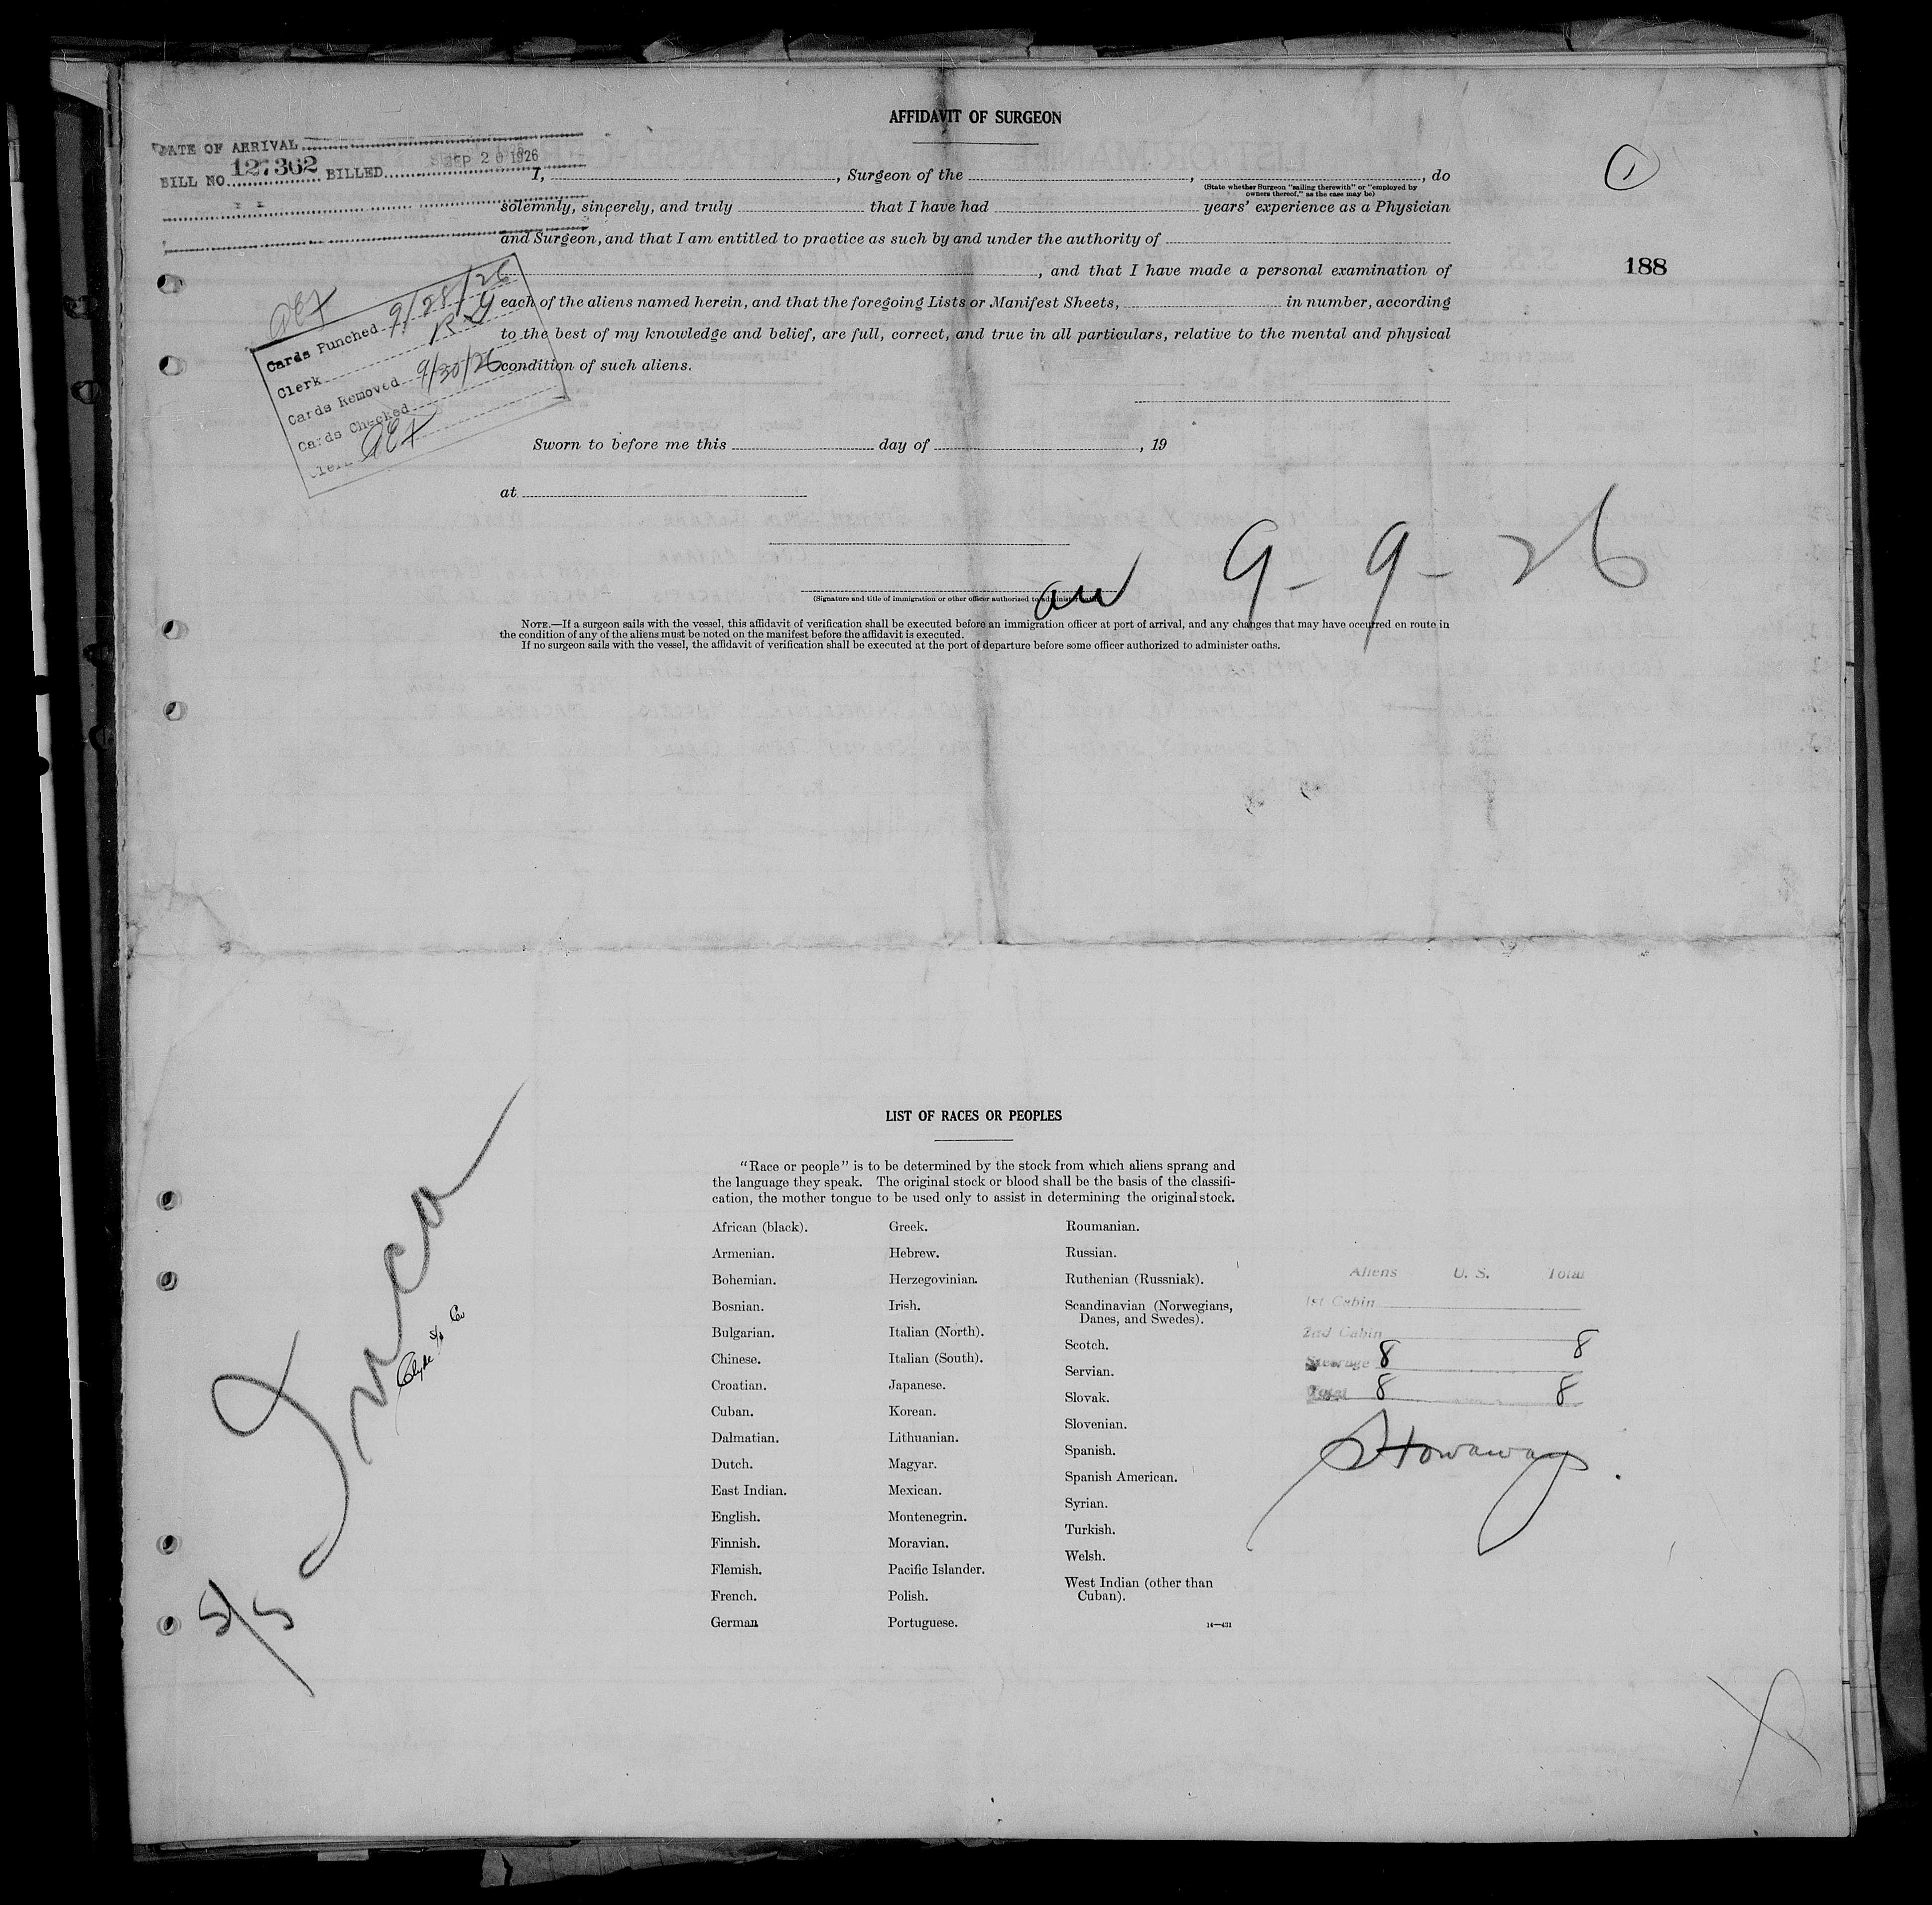 AFFIDAVIT OF SURGEON
DATE OF ARRIVAL
BILL NO. 127362 BILLED SEP 20 1926
1
188
I, , Surgeon of the , , do
(State whether Surgeon "sailing therewith" or "employed by owners thereof," as the case may be)
solemnly, sincerely, and truly that I have had years' experience as a Physician
and Surgeon, and that I am entitled to practice as such by and under the authority of
, and that I have made a personal examination of
each of the aliens named herein, and that the foregoing Lists or Manifest Sheets, in number, according
to the best of my knowledge and belief, are full, correct, and true in all particulars, relative to the mental and physical
condition of such aliens.
Cards Punched 9/28/26
Clerk
Cards Removed 9/30/26
Cards Checked
Sworn to before me this day of , 19
at
9-9-26
(Signature and title of immigration or other officer authorized to administer oaths)
NOTE.—If a surgeon sails with the vessel, this affidavit of verification shall be executed before an immigration officer at port of arrival, and any changes that may have occurred en route in
the condition of any of the aliens must be noted on the manifest before the affidavit is executed.
If no surgeon sails with the vessel, the affidavit of verification shall be executed at the port of departure before some officer authorized to administer oaths.
S/S Inca
Clyde S/S Co
LIST OF RACES OR PEOPLES
"Race or people" is to be determined by the stock from which aliens sprang and
the language they speak. The original stock or blood shall be the basis of the classifi-
cation, the mother tongue to be used only to assist in determining the original stock.
African (black).
Armenian.
Bohemian.
Bosnian.
Bulgarian.
Chinese.
Croatian.
Cuban.
Dalmatian.
Dutch.
East Indian.
English.
Finnish.
Flemish.
French.
German
Greek.
Hebrew.
Herzegovinian.
Irish.
Italian (North).
Italian (South).
Japanese.
Korean.
Lithuanian.
Magyar.
Mexican.
Montenegrin.
Moravian.
Pacific Islander.
Polish.
Portuguese.
Roumanian.
Russian.
Ruthenian (Russniak).
Scandinavian (Norwegians,
Danes, and Swedes).
Scotch.
Servian.
Slovak.
Slovenian.
Spanish.
Spanish American.
Syrian.
Turkish.
Welsh.
West Indian (other than
Cuban).
14—431
Aliens U. S. Total
1st Cabin
2nd Cabin
Steerage 8 8
Total 8 8
Stowaways.